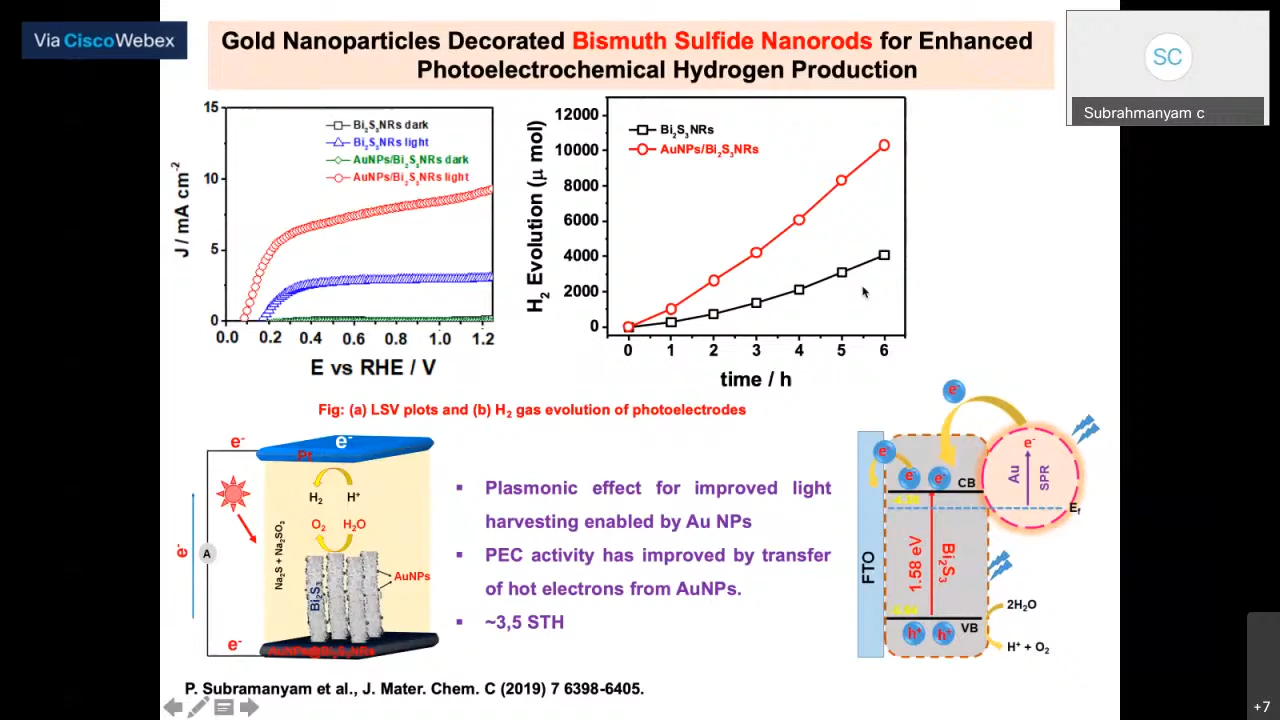 Via Cisco Webex
Gold Nanoparticles Decorated Bismuth Sulfide Nanorods for Enhanced
Photoelectrochemical Hydrogen Production
SC
Subrahmanyam c
15
10
5
0
J / mA cm⁻²
Bi₂S₃NRs dark
Bi₂S₃NRs light
AuNPs/Bi₂S₃NRs dark
AuNPs/Bi₂S₃NRs light
0.0 0.2 0.4 0.6 0.8 1.0 1.2
E vs RHE / V
12000
10000
8000
6000
4000
2000
0
H₂ Evolution (μ mol)
Bi₂S₃NRs
AuNPs/Bi₂S₃NRs
0 1 2 3 4 5 6
time / h
Fig: (a) LSV plots and (b) H₂ gas evolution of photoelectrodes
e⁻
e⁻
Pt
H₂ H⁺
O₂ H₂O
Na₂S + Na₂SO₃
e⁻
A
Bi₂S₃
AuNPs
e⁻
AuNPs@Bi₂S₃NRs
▪ Plasmonic effect for improved light
harvesting enabled by Au NPs
▪ PEC activity has improved by transfer
of hot electrons from AuNPs.
▪ ~3,5 STH
e⁻
e⁻
e⁻ e⁻
CB
e⁻
Au
SPR
Ef
FTO
1.58 eV
Bi₂S₃
VB
h⁺ h⁺
2H₂O
H⁺ + O₂
P. Subramanyam et al., J. Mater. Chem. C (2019) 7 6398-6405.
+7